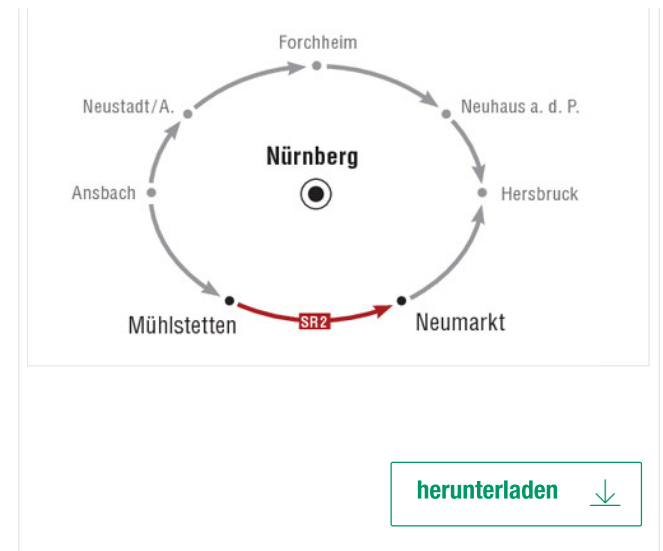 Forchheim
Neustadt/A.
Neuhaus a. d. P.
Nürnberg
Ansbach
Hersbruck
Mühlstetten
SR2
Neumarkt
herunterladen